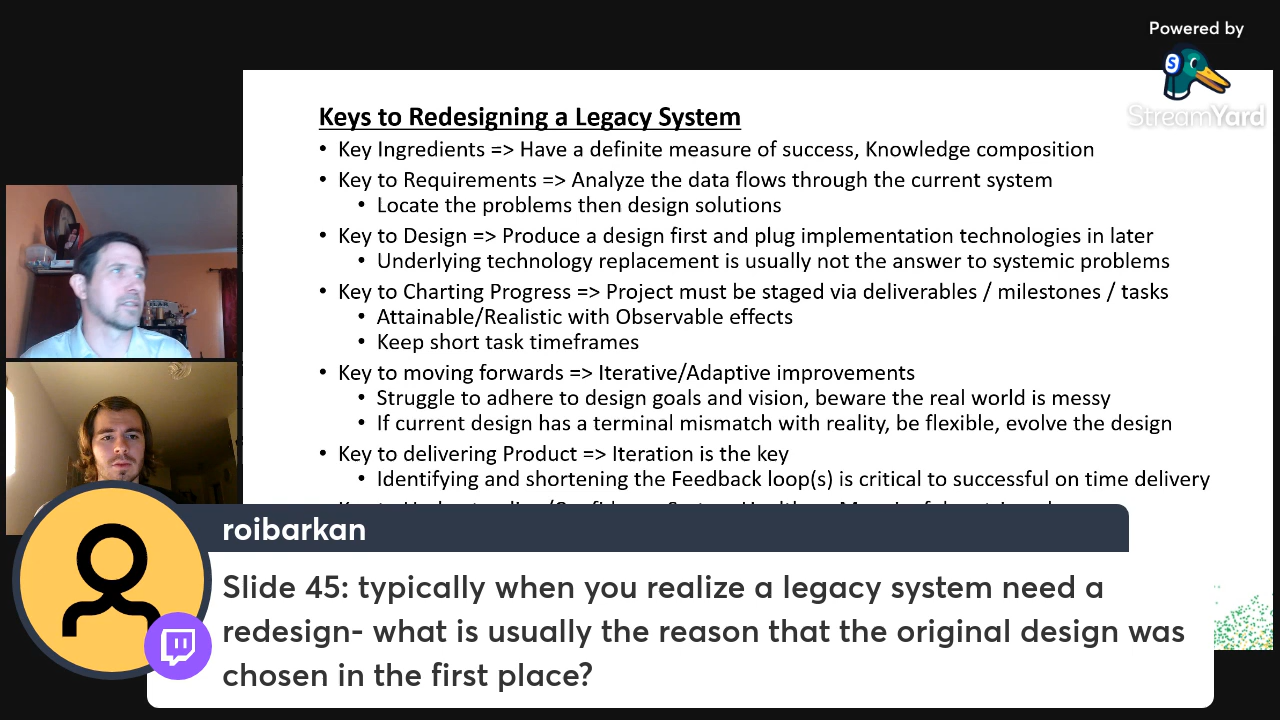 Powered by
StreamYard
Keys to Redesigning a Legacy System
• Key Ingredients => Have a definite measure of success, Knowledge composition
• Key to Requirements => Analyze the data flows through the current system
• Locate the problems then design solutions
• Key to Design => Produce a design first and plug implementation technologies in later
• Underlying technology replacement is usually not the answer to systemic problems
• Key to Charting Progress => Project must be staged via deliverables / milestones / tasks
• Attainable/Realistic with Observable effects
• Keep short task timeframes
• Key to moving forwards => Iterative/Adaptive improvements
• Struggle to adhere to design goals and vision, beware the real world is messy
• If current design has a terminal mismatch with reality, be flexible, evolve the design
• Key to delivering Product => Iteration is the key
• Identifying and shortening the Feedback loop(s) is critical to successful on time delivery
roibarkan
Slide 45: typically when you realize a legacy system need a
redesign- what is usually the reason that the original design was
chosen in the first place?